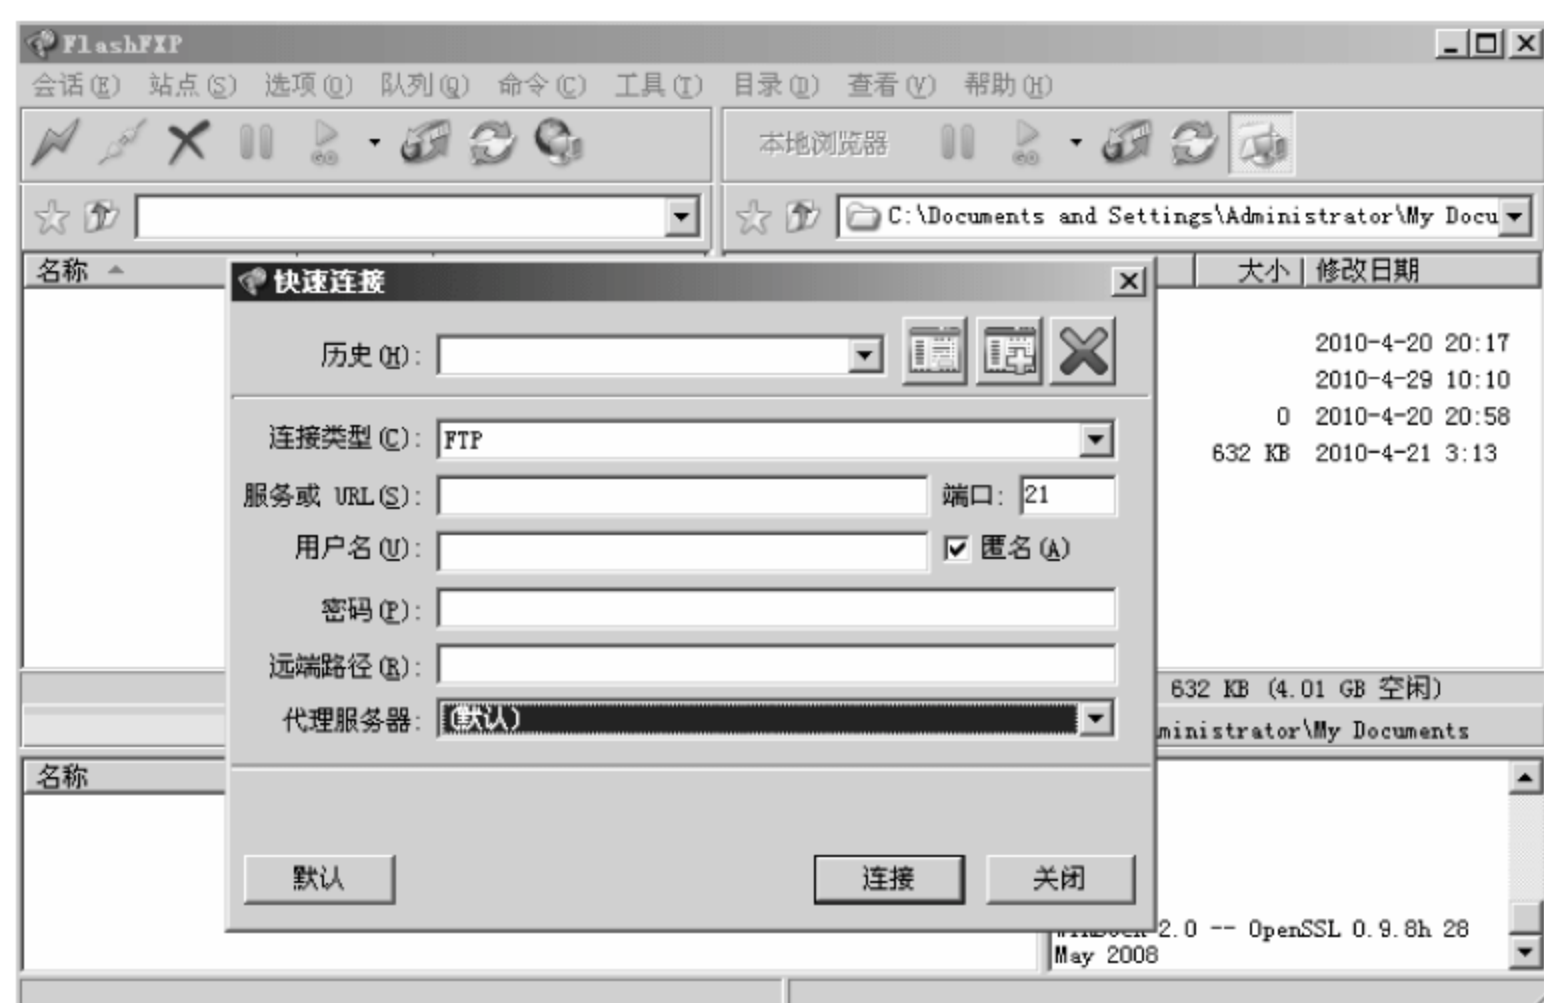 FlashFXP
会话(E) 站点(S) 选项(O) 队列(Q) 命令(C) 工具(T) 目录(D) 查看(V) 帮助(H)
GO 本地浏览器 GO
C:\Documents and Settings\Administrator\My Docu
名称 大小 修改日期
快速连接
历史(H):
2010-4-20 20:17
2010-4-29 10:10
0 2010-4-20 20:58
632 KB 2010-4-21 3:13
连接类型(C): FTP
服务或 URL(S): 端口: 21
用户名(U): 匿名(A)
密码(P):
远端路径(R):
代理服务器: (默认)
632 KB (4.01 GB 空闲)
ministrator\My Documents
名称
默认 连接 关闭
2.0 -- OpenSSL 0.9.8h 28
May 2008